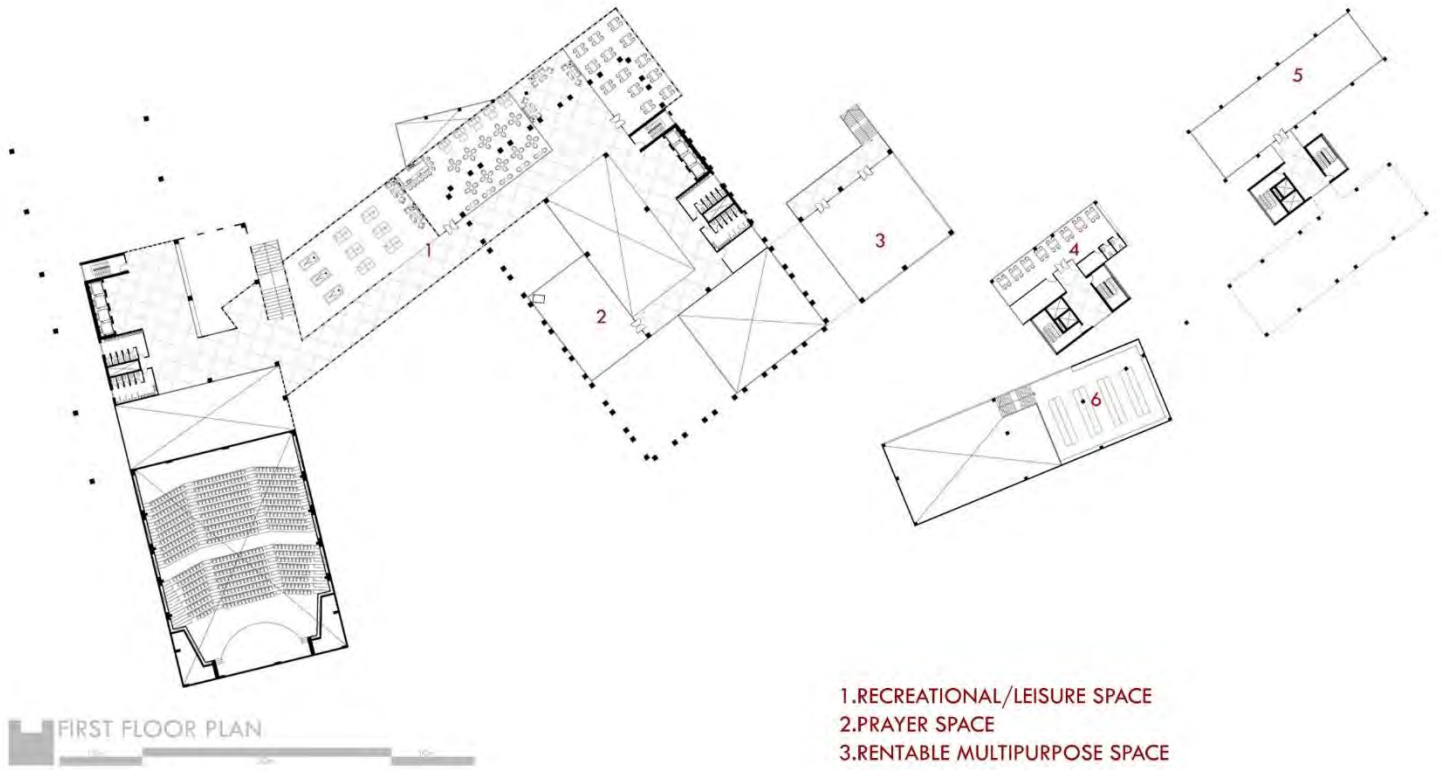 5
1
3
4
2
6
1.RECREATIONAL/LEISURE SPACE
2.PRAYER SPACE
3.RENTABLE MULTIPURPOSE SPACE
FIRST FLOOR PLAN